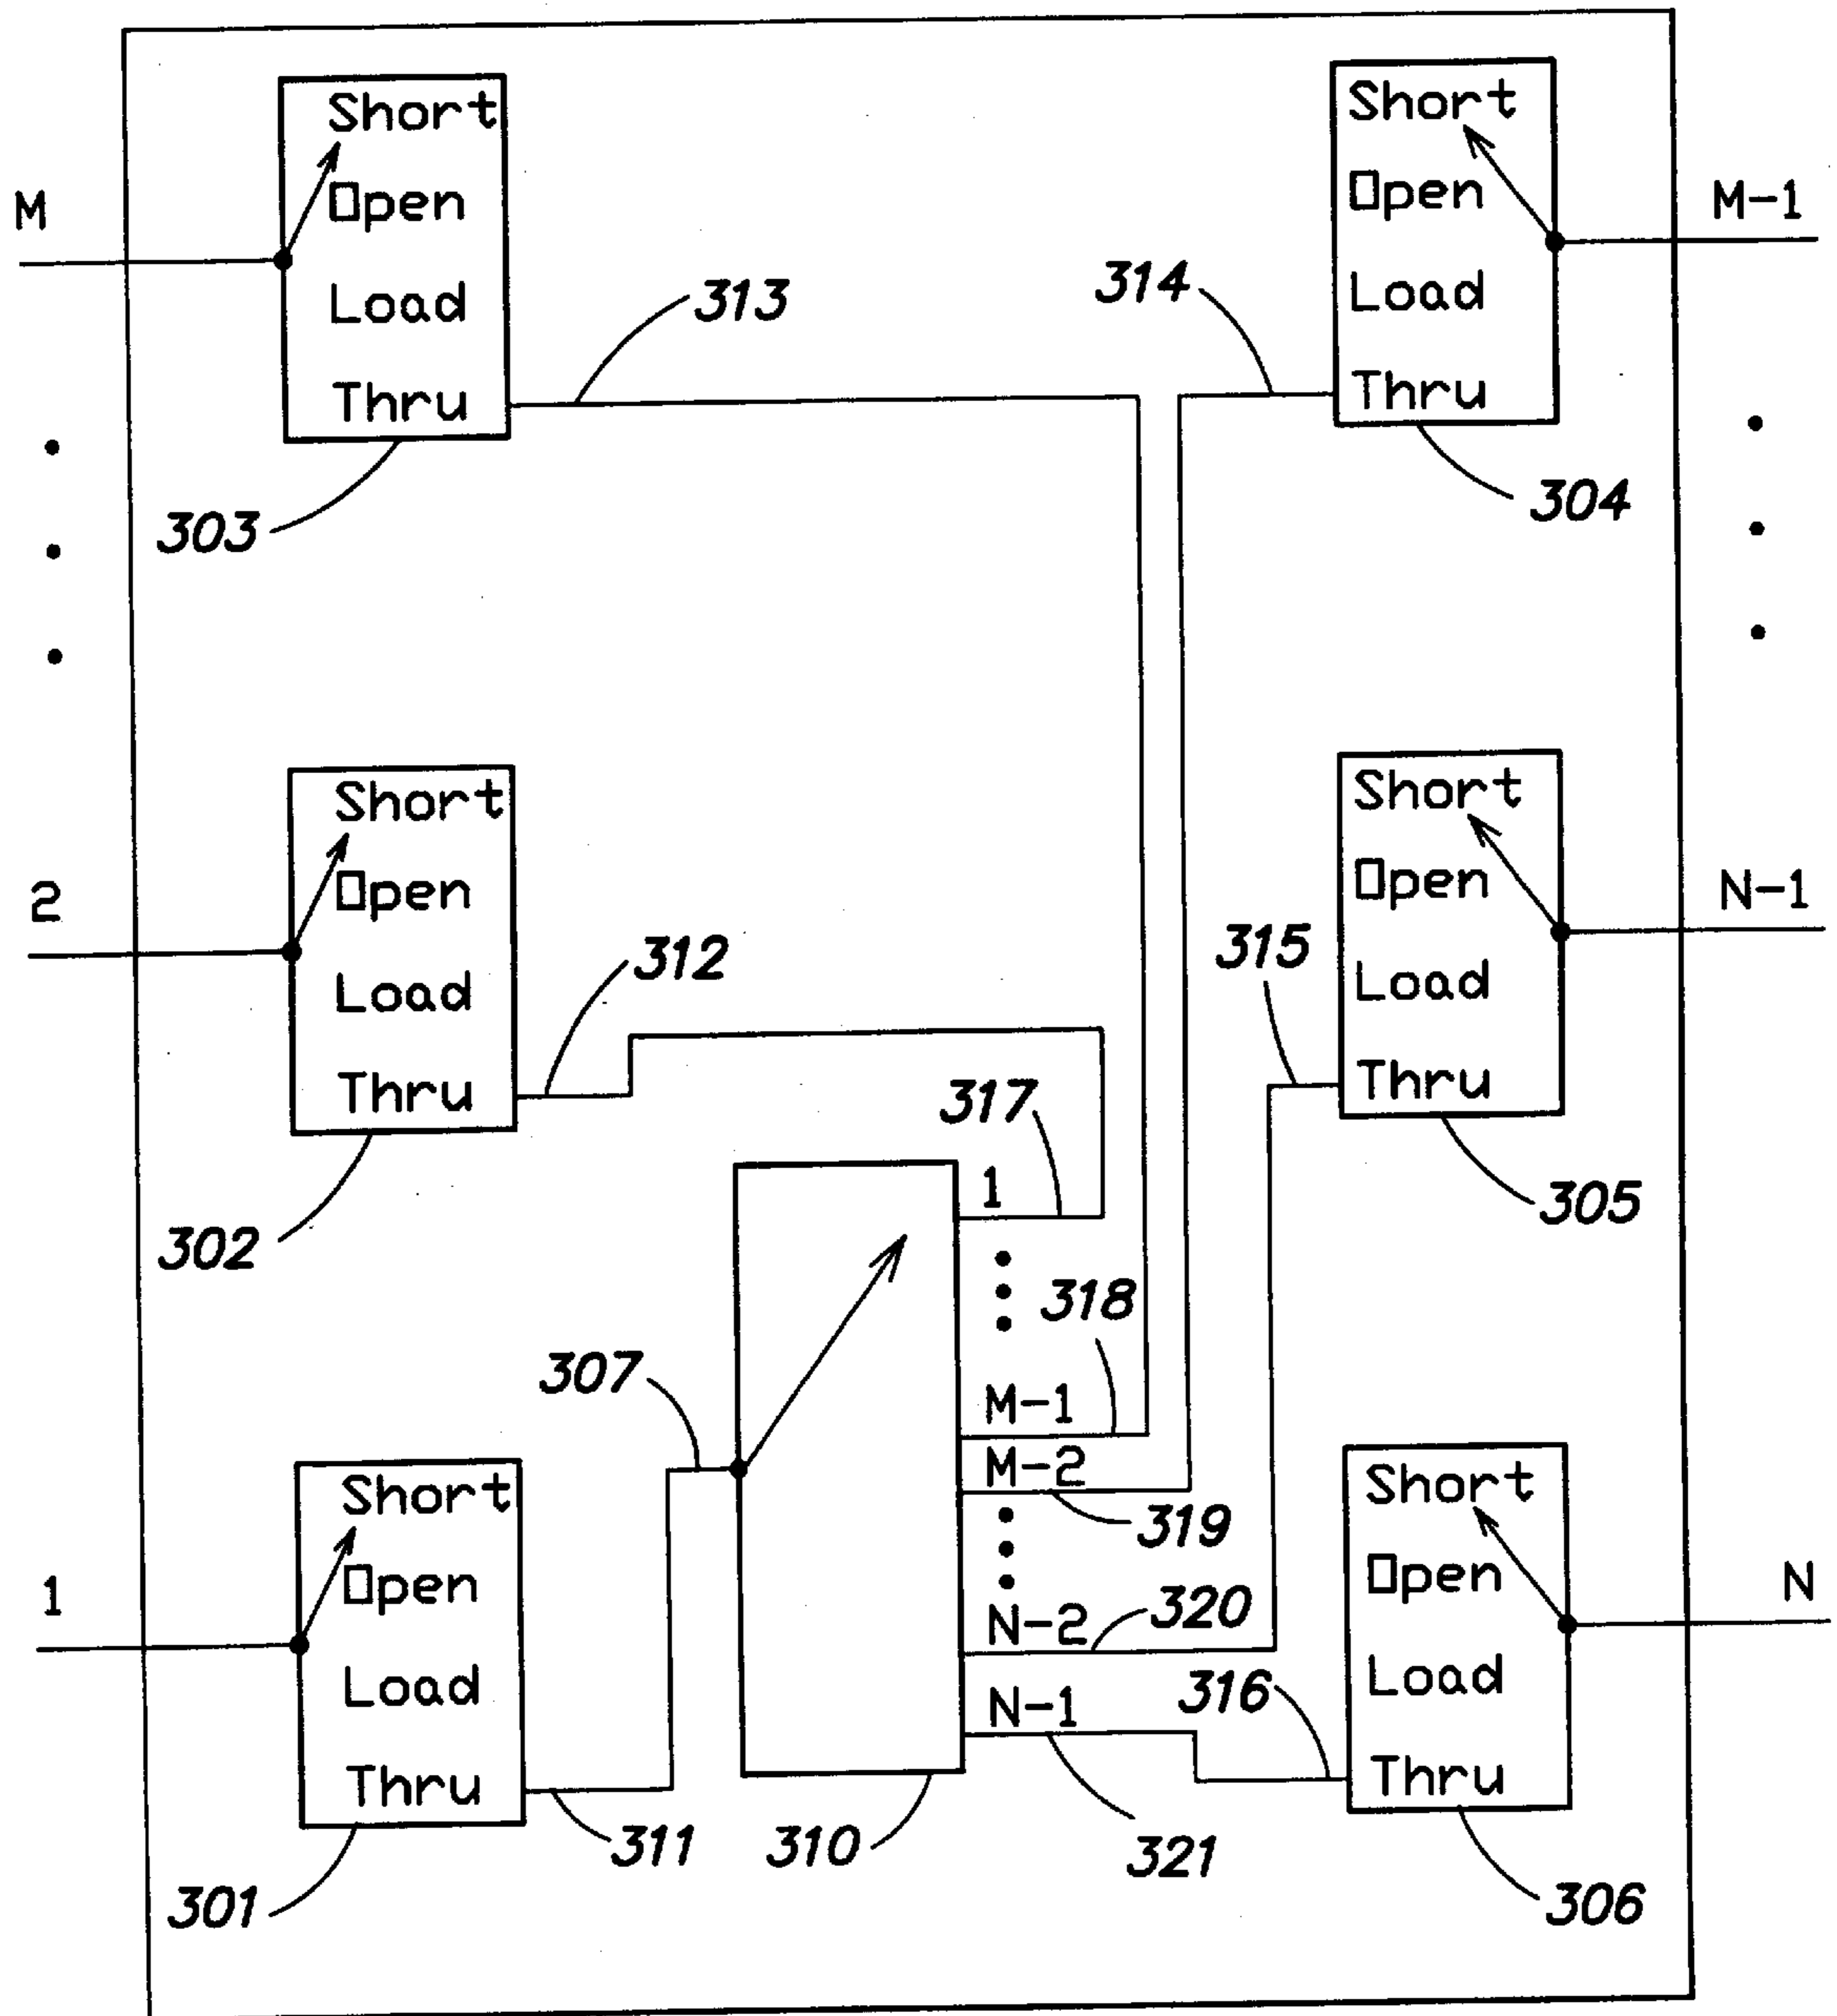 M
Short
Open
Load
Thru
303
313
314
Short
Open
Load
Thru
304
M-1
2
Short
Open
Load
Thru
302
312
315
Short
Open
Load
Thru
305
N-1
317
1
318
M-1
M-2
319
N-2
320
N-1
321
307
310
1
Short
Open
Load
Thru
301
311
316
Short
Open
Load
Thru
306
N